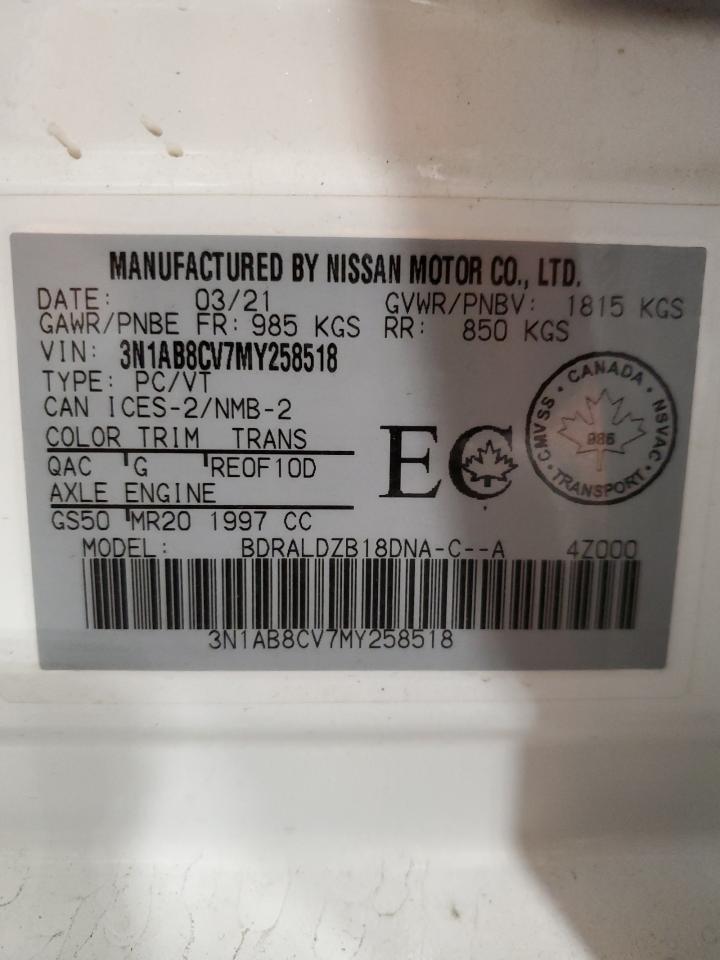 MANUFACTURED BY NISSAN MOTOR CO., LTD.
DATE: 03/21 GVWR/PNBV: 1815 KGS
GAWR/PNBE FR: 985 KGS RR: 850 KGS
VIN: 3N1AB8CV7MY258518
TYPE: PC/VT
CAN ICES-2/NMB-2
COLOR TRIM TRANS
QAC G RE0F10D
AXLE ENGINE
GS50 MR20 1997 CC
EC
CANADA · NSVAC · TRANSPORT · CMVSS
986
MODEL: BDRALDZB18DNA-C--A 4Z000
3N1AB8CV7MY258518